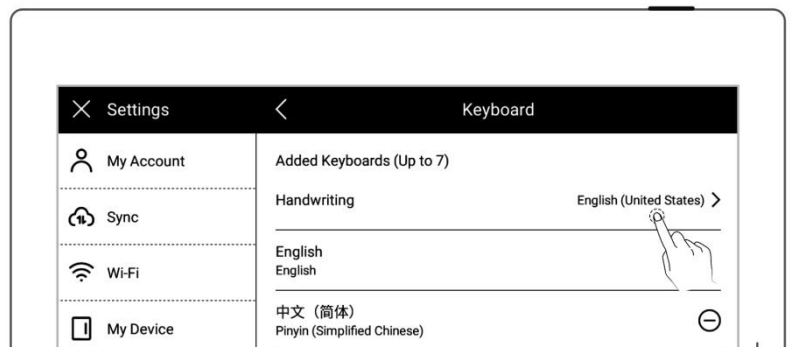 Settings
Keyboard
My Account
Sync
Wi-Fi
My Device
Added Keyboards (Up to 7)
Handwriting
English (United States)
English
English
中文（简体）
Pinyin (Simplified Chinese)